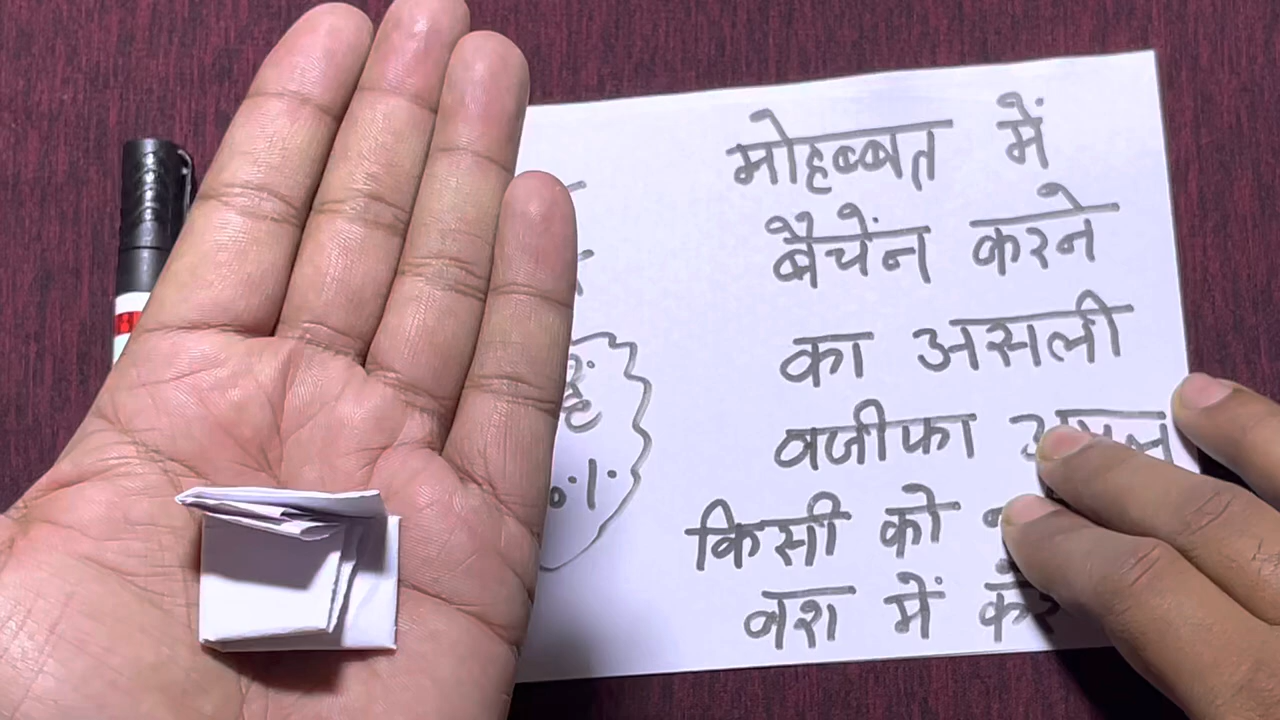 मोहब्बत में
बैचेंन करने
का असली
वजीफा
किसी को
वश में
हैं